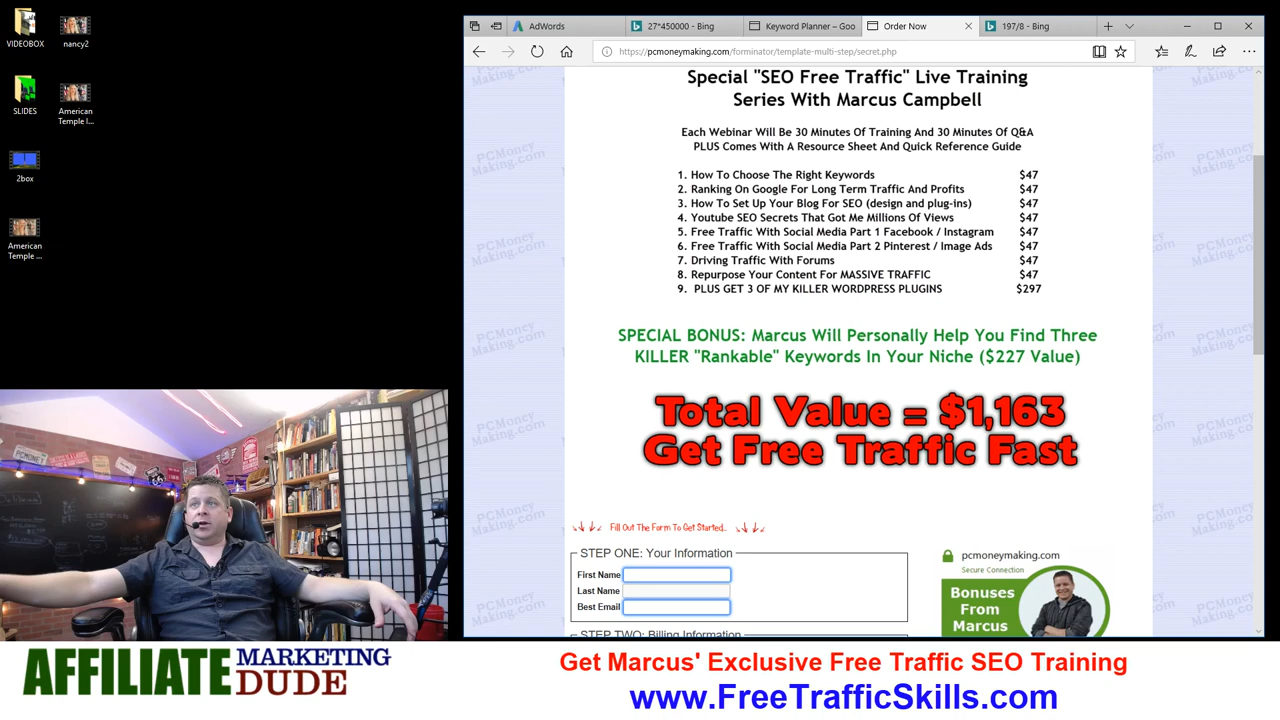 VIDEOBOX
nancy2
SLIDES
American
Temple I...
2box
American
Temple ...
AdWords
27*450000 - Bing
Keyword Planner – Goo
Order Now
197/8 - Bing
https://pcmoneymaking.com/forminator/template-multi-step/secret.php
Special "SEO Free Traffic" Live Training
Series With Marcus Campbell
Each Webinar Will Be 30 Minutes Of Training And 30 Minutes Of Q&A
PLUS Comes With A Resource Sheet And Quick Reference Guide
1. How To Choose The Right Keywords $47
2. Ranking On Google For Long Term Traffic And Profits $47
3. How To Set Up Your Blog For SEO (design and plug-ins) $47
4. Youtube SEO Secrets That Got Me Millions Of Views $47
5. Free Traffic With Social Media Part 1 Facebook / Instagram $47
6. Free Traffic With Social Media Part 2 Pinterest / Image Ads $47
7. Driving Traffic With Forums $47
8. Repurpose Your Content For MASSIVE TRAFFIC $47
9. PLUS GET 3 OF MY KILLER WORDPRESS PLUGINS $297
SPECIAL BONUS: Marcus Will Personally Help You Find Three
KILLER "Rankable" Keywords In Your Niche ($227 Value)
Total Value = $1,163
Get Free Traffic Fast
Fill Out The Form To Get Started...
STEP ONE: Your Information
First Name
Last Name
Best Email
STEP TWO: Billing Information
pcmoneymaking.com
Secure Connection
Bonuses
From
Marcus
PCMoney
Making.com
AFFILIATE MARKETING
DUDE
Get Marcus' Exclusive Free Traffic SEO Training
www.FreeTrafficSkills.com